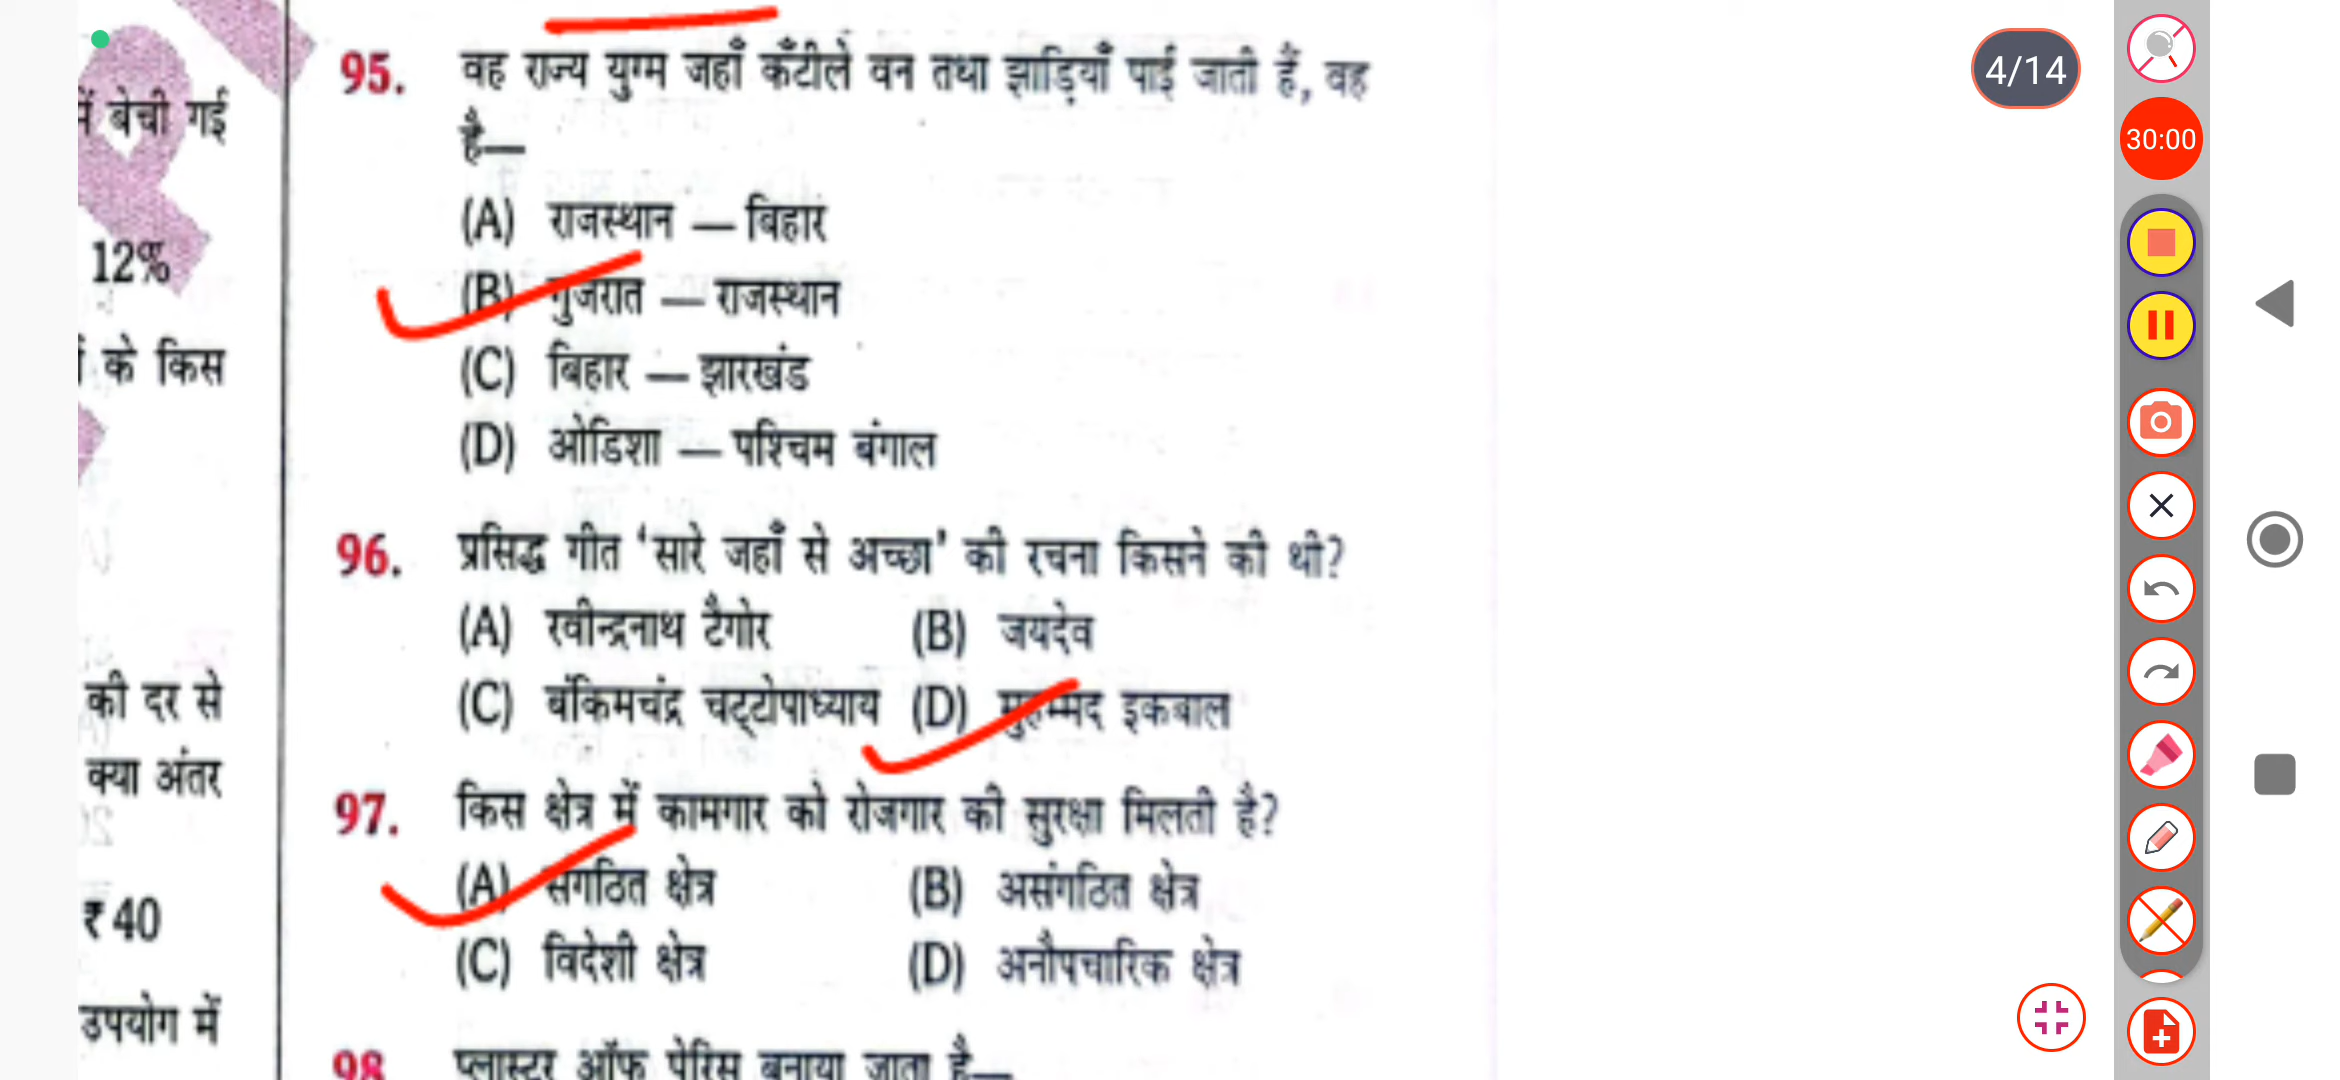 में बेची गई
12%
के किस
की दर से
क्या अंतर
₹40
उपयोग में
95. वह राज्य युग्म जहाँ कँटीले वन तथा झाड़ियाँ पाई जाती हैं, वह
है—
(A) राजस्थान — बिहार
(B) गुजरात — राजस्थान
(C) बिहार — झारखंड
(D) ओडिशा — पश्चिम बंगाल
96. प्रसिद्ध गीत ‘सारे जहाँ से अच्छा’ की रचना किसने की थी?
(A) रवीन्द्रनाथ टैगोर (B) जयदेव
(C) बंकिमचंद्र चट्टोपाध्याय (D) मुहम्मद इकबाल
97. किस क्षेत्र में कामगार को रोजगार की सुरक्षा मिलती है?
(A) संगठित क्षेत्र (B) असंगठित क्षेत्र
(C) विदेशी क्षेत्र (D) अनौपचारिक क्षेत्र
98 प्लास्टर ऑफ पेरिस बनाया जाता है—
4/14
30:00